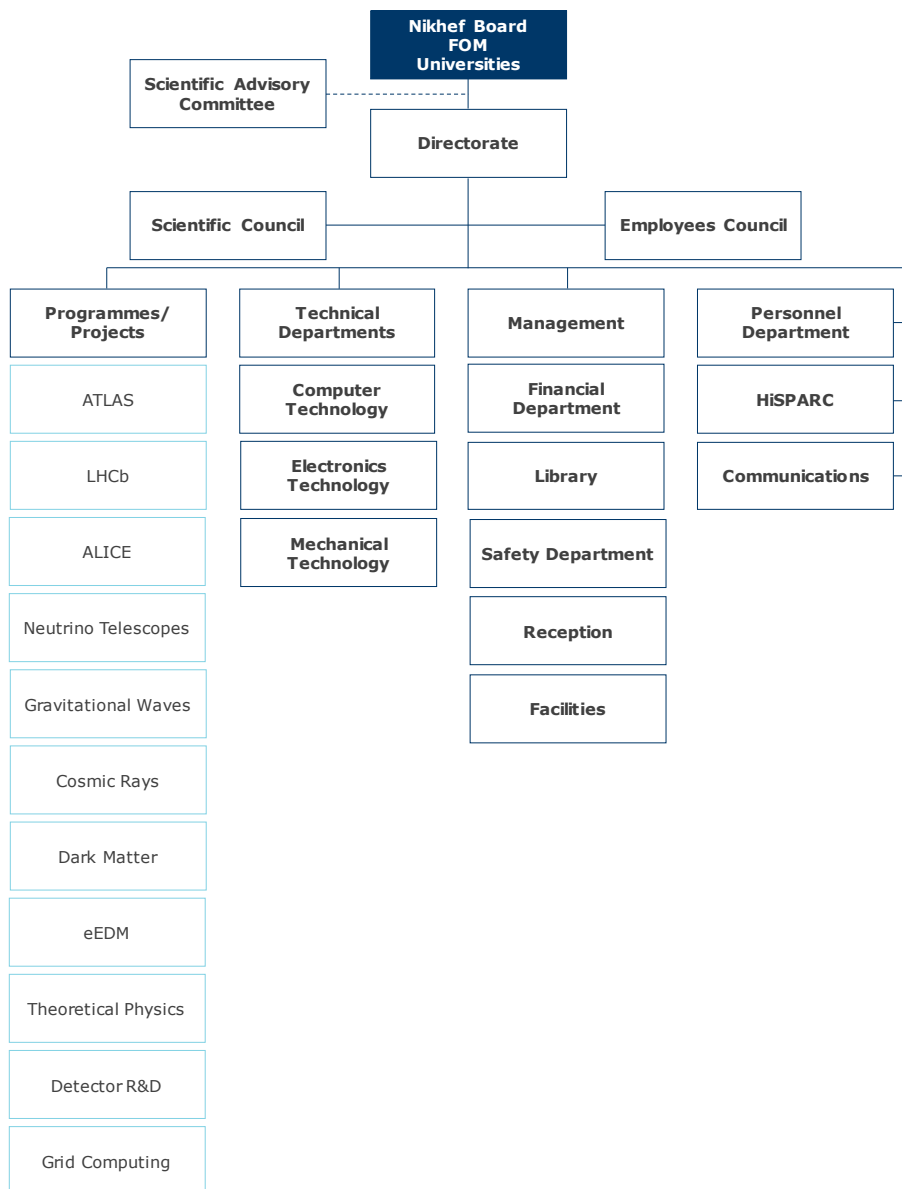 Nikhef Board
FOM
Universities
Scientific Advisory
Committee
Directorate
Scientific Council
Employees Council
Programmes/
Projects
ATLAS
LHCb
ALICE
Neutrino Telescopes
Gravitational Waves
Cosmic Rays
Dark Matter
eEDM
Theoretical Physics
Detector R&D
Grid Computing
Technical
Departments
Computer
Technology
Electronics
Technology
Mechanical
Technology
Management
Financial
Department
Library
Safety Department
Reception
Facilities
Personnel
Department
HiSPARC
Communications